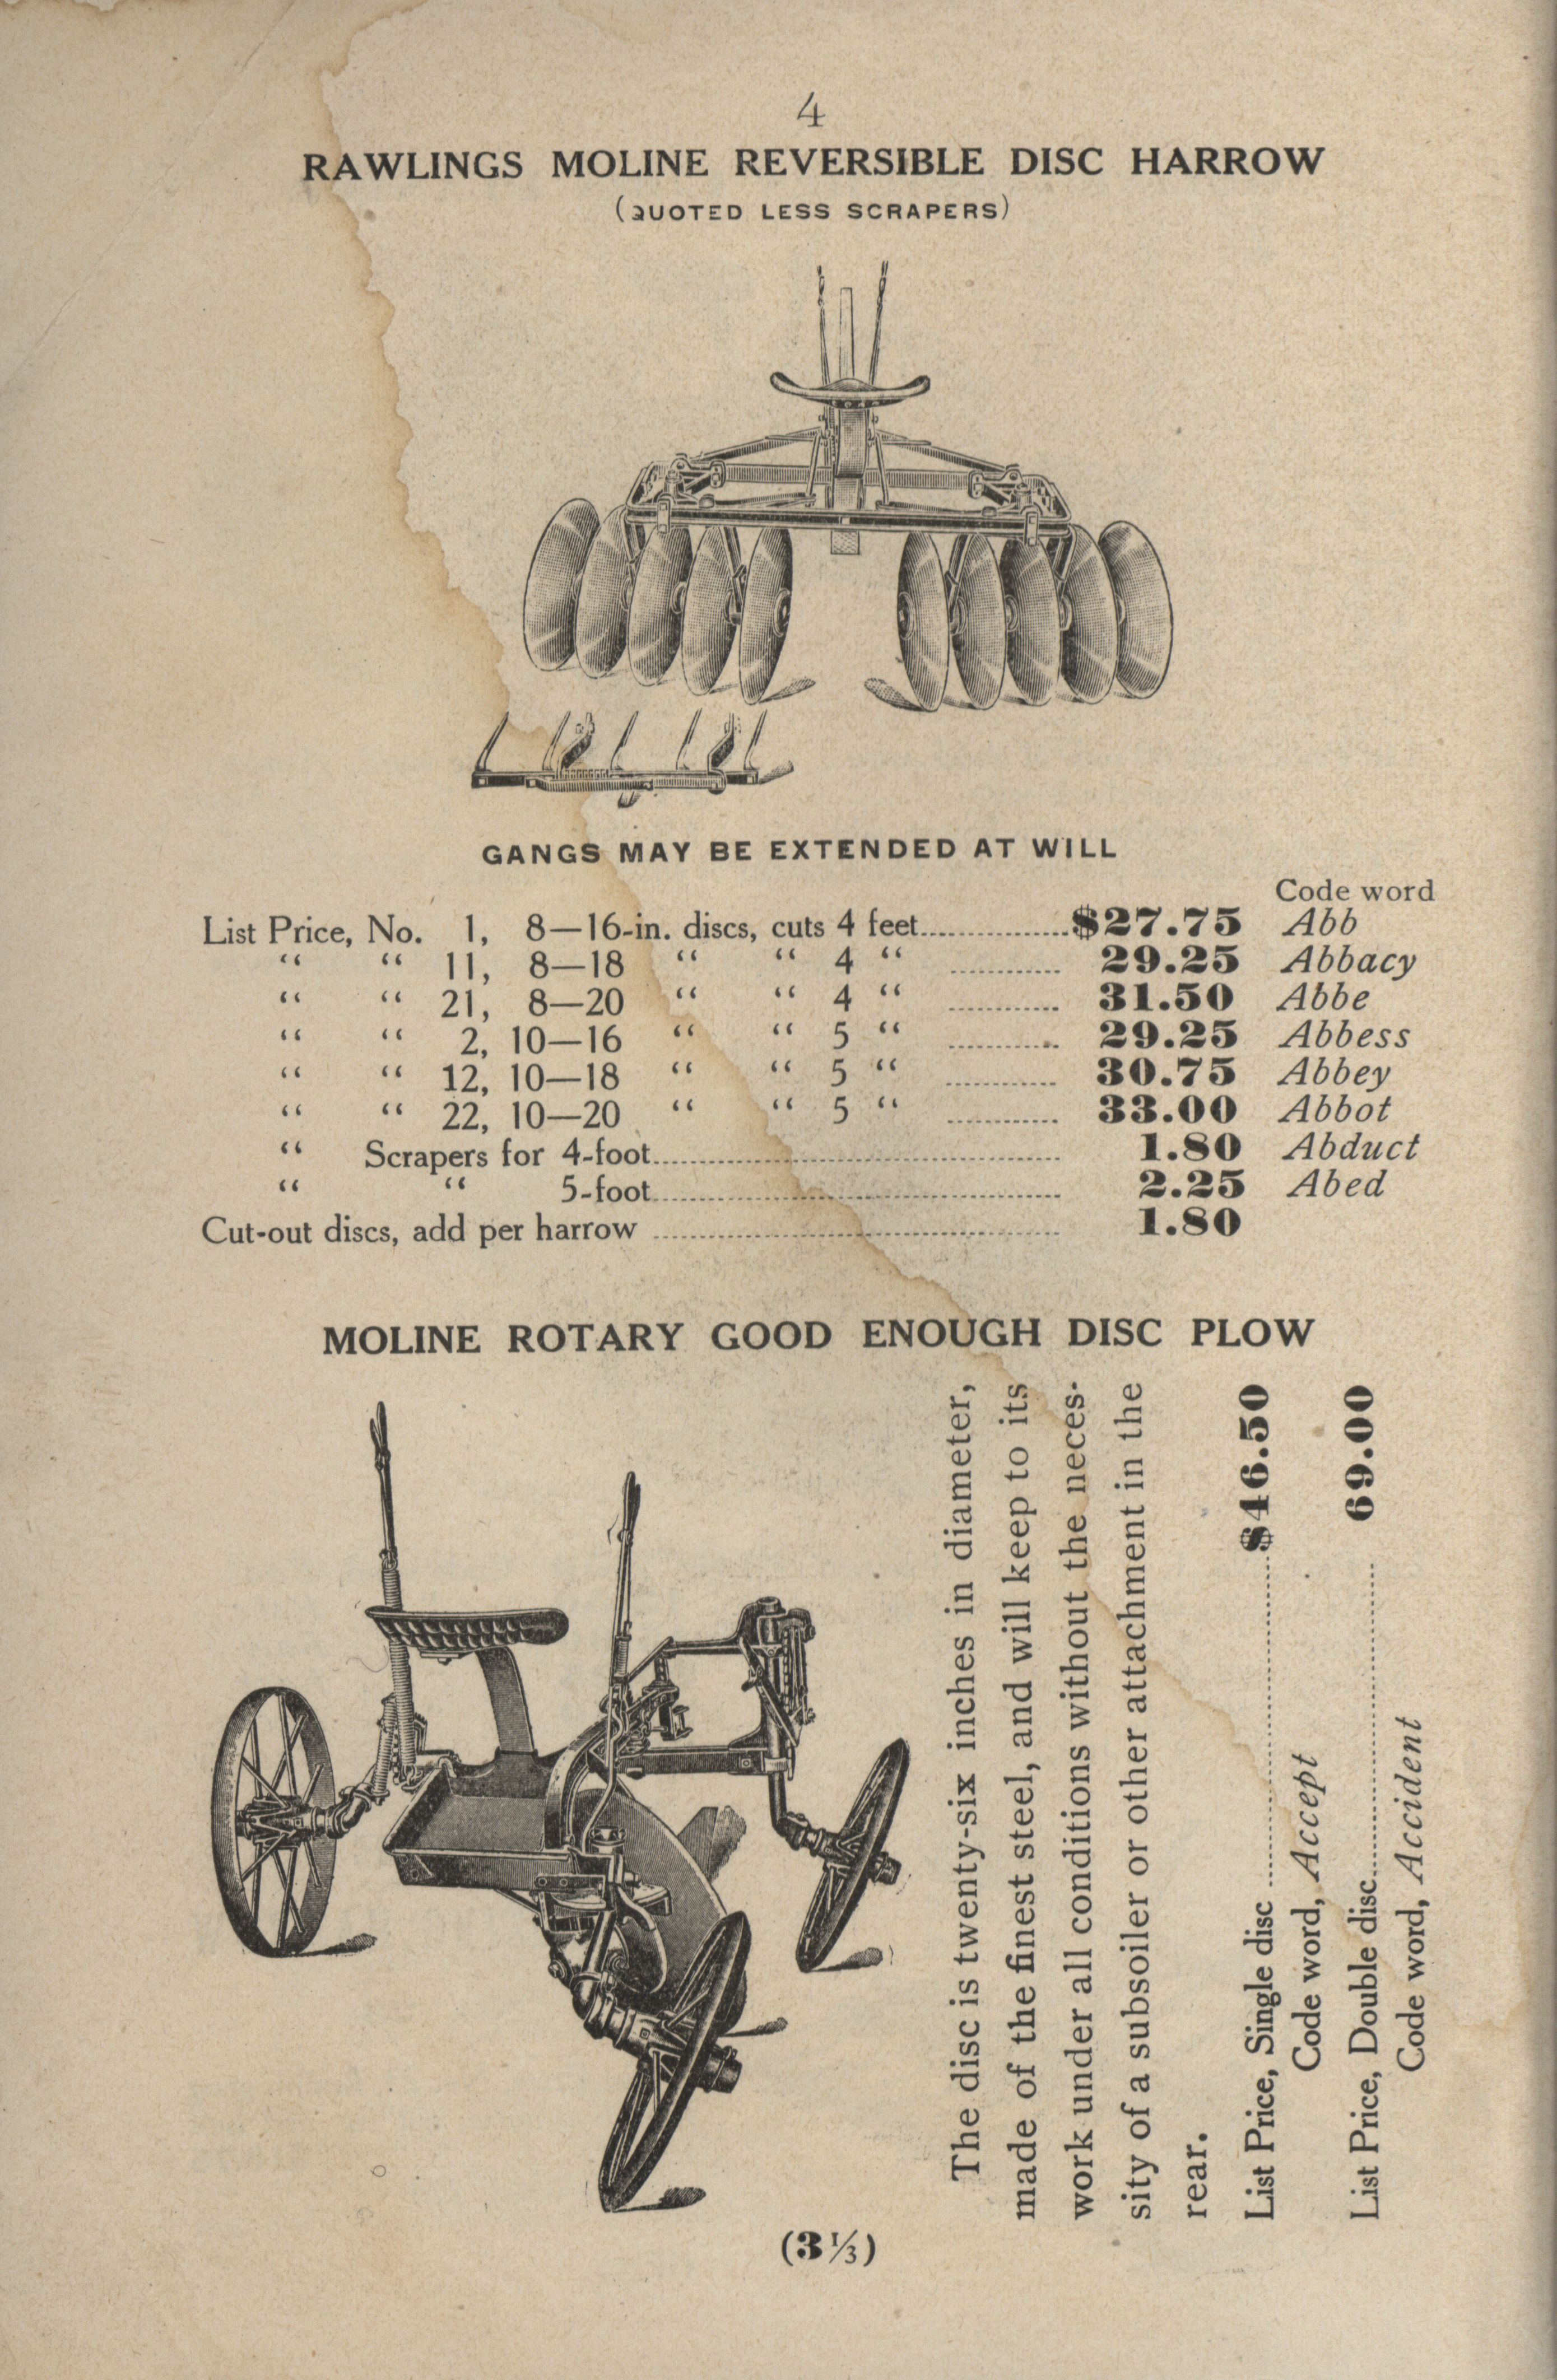 4
RAWLINGS MOLINE REVERSIBLE DISC HARROW
(QUOTED LESS SCRAPERS)
GANGS MAY BE EXTENDED AT WILL
Code word
List Price, No. 1, 8—16-in. discs, cuts 4 feet................$27.75 Abb
“ “ 11, 8—18 “ “ 4 “ ............ 29.25 Abbacy
“ “ 21, 8—20 “ “ 4 “ ............ 31.50 Abbe
“ “ 2, 10—16 “ “ 5 “ ............ 29.25 Abbess
“ “ 12, 10—18 “ “ 5 “ ............ 30.75 Abbey
“ “ 22, 10—20 “ “ 5 “ ............ 33.00 Abbot
“ Scrapers for 4-foot............................................ 1.80 Abduct
“ “ 5-foot............................................ 2.25 Abed
Cut-out discs, add per harrow ............................................ 1.80
MOLINE ROTARY GOOD ENOUGH DISC PLOW
The disc is twenty-six inches in diameter,
made of the finest steel, and will keep to its
work under all conditions without the neces-
sity of a subsoiler or other attachment in the
rear.
List Price, Single disc ................................$46.50
Code word, Accept
List Price, Double disc................................ 69.00
Code word, Accident
(3⅓)